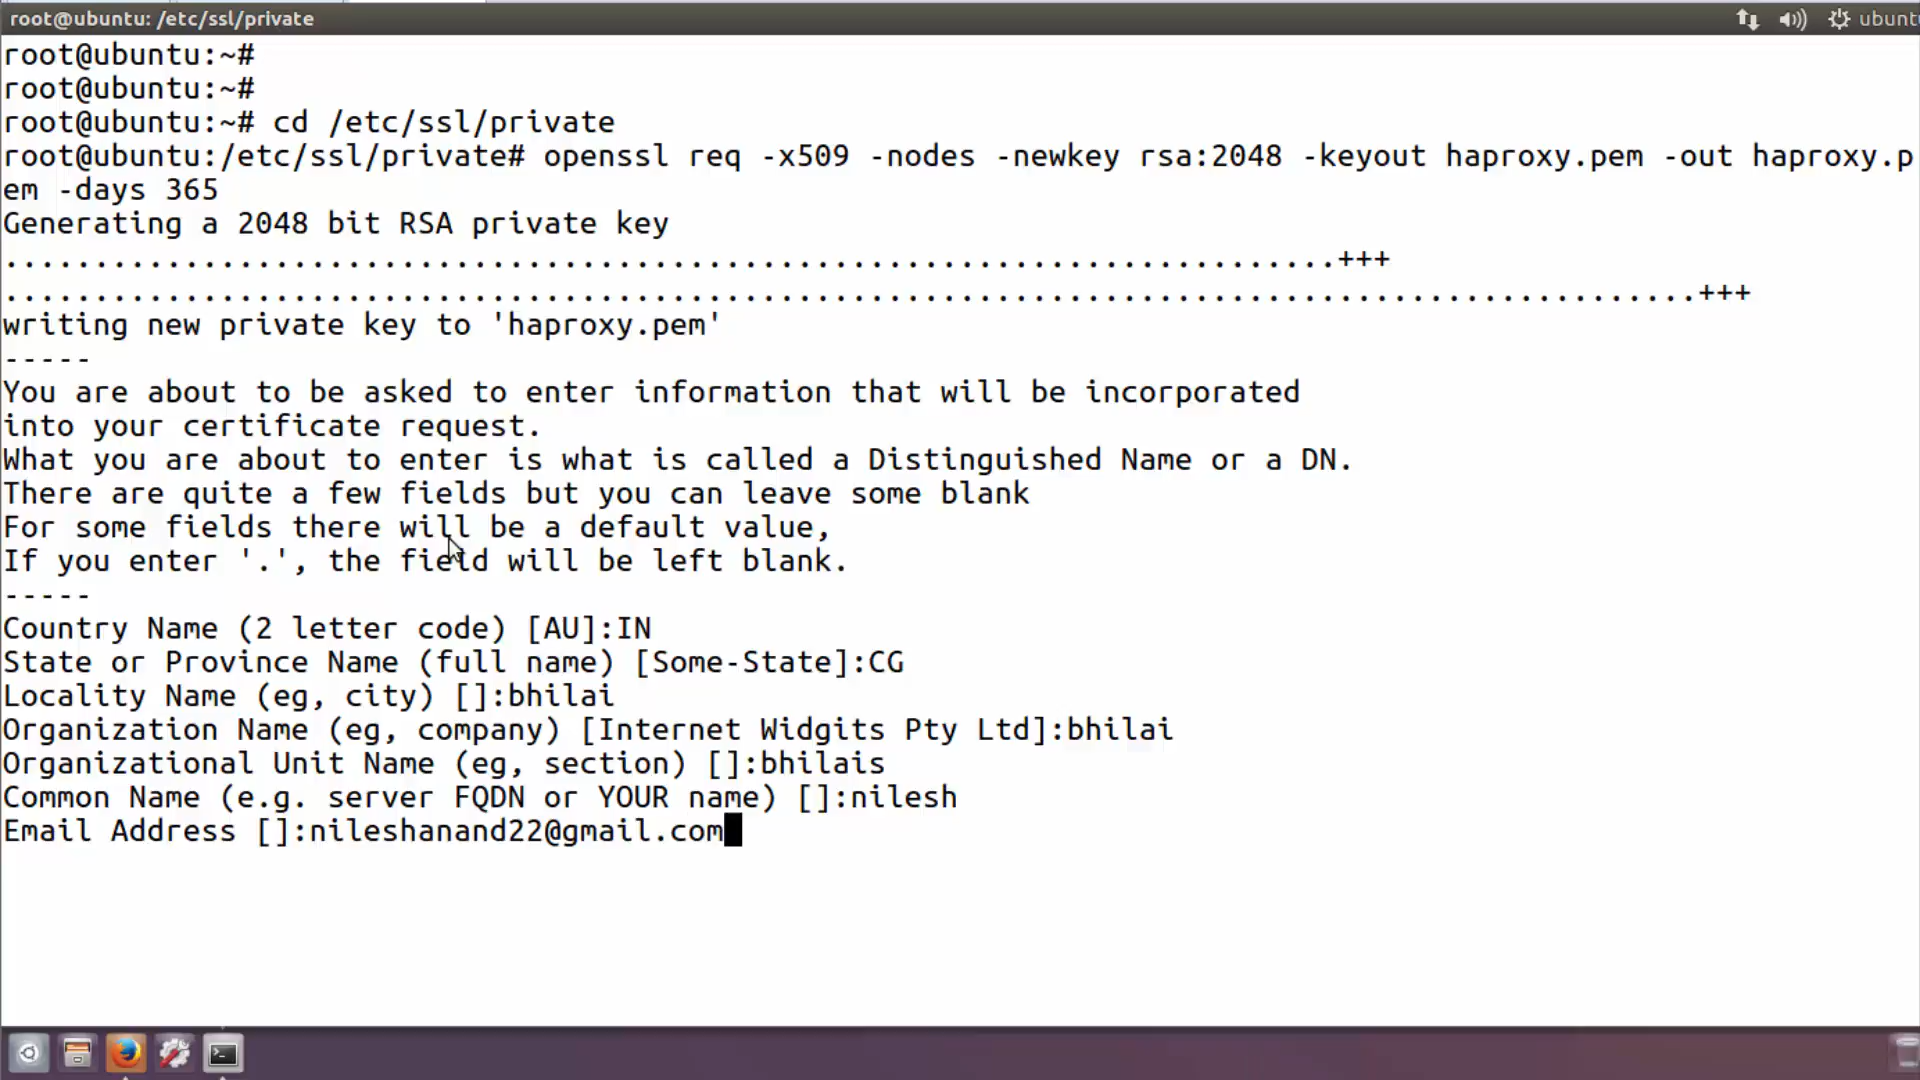 root@ubuntu: /etc/ssl/private
ubunt
root@ubuntu:~#
root@ubuntu:~#
root@ubuntu:~# cd /etc/ssl/private
root@ubuntu:/etc/ssl/private# openssl req -x509 -nodes -newkey rsa:2048 -keyout haproxy.pem -out haproxy.p
em -days 365
Generating a 2048 bit RSA private key
..........................................................................+++
..............................................................................................+++
writing new private key to 'haproxy.pem'
-----
You are about to be asked to enter information that will be incorporated
into your certificate request.
What you are about to enter is what is called a Distinguished Name or a DN.
There are quite a few fields but you can leave some blank
For some fields there will be a default value,
If you enter '.', the field will be left blank.
-----
Country Name (2 letter code) [AU]:IN
State or Province Name (full name) [Some-State]:CG
Locality Name (eg, city) []:bhilai
Organization Name (eg, company) [Internet Widgits Pty Ltd]:bhilai
Organizational Unit Name (eg, section) []:bhilais
Common Name (e.g. server FQDN or YOUR name) []:nilesh
Email Address []:nileshanand22@gmail.com